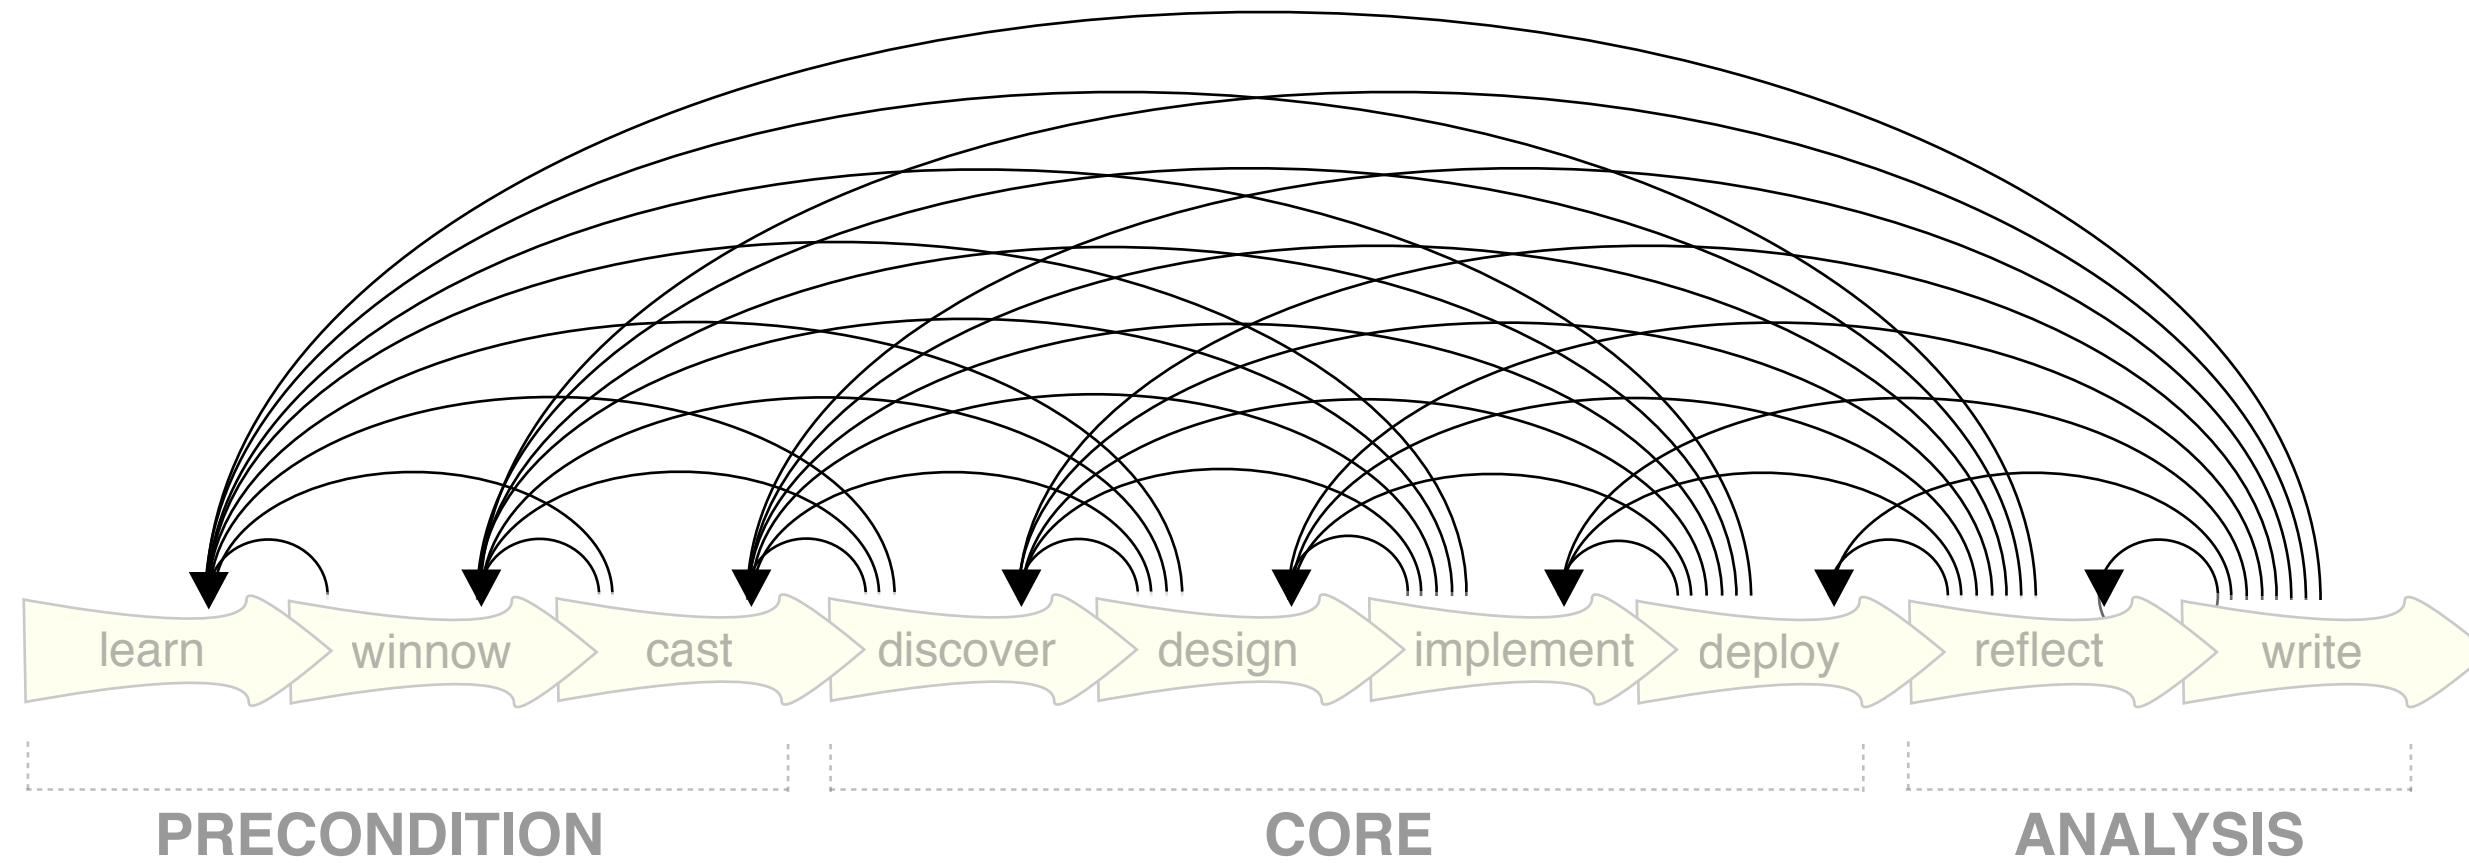 learn winnow cast discover design implement deploy reflect write
PRECONDITION CORE ANALYSIS